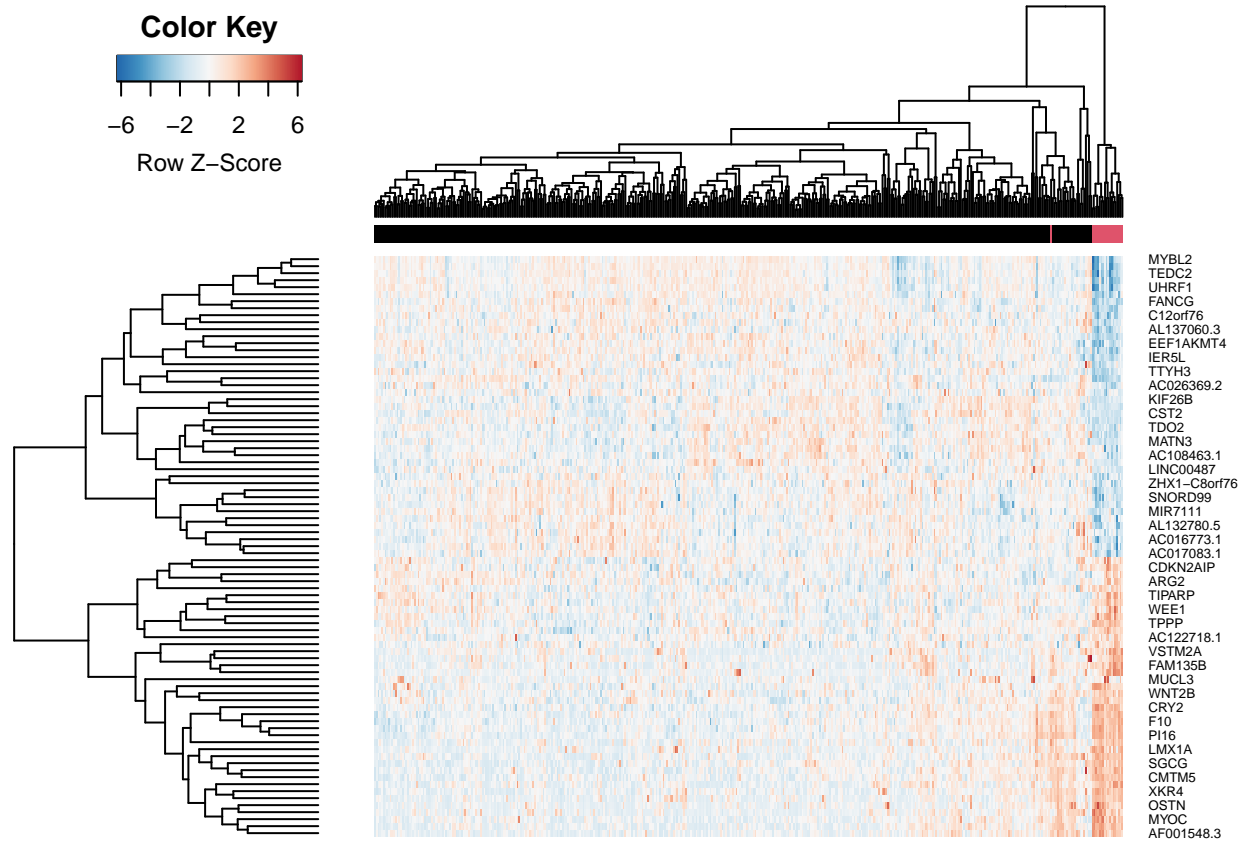 Color Key
−6 −2 2 6
Row Z−Score
MYBL2
TEDC2
UHRF1
FANCG
C12orf76
AL137060.3
EEF1AKMT4
IER5L
TTYH3
AC026369.2
KIF26B
CST2
TDO2
MATN3
AC108463.1
LINC00487
ZHX1−C8orf76
SNORD99
MIR7111
AL132780.5
AC016773.1
AC017083.1
CDKN2AIP
ARG2
TIPARP
WEE1
TPPP
AC122718.1
VSTM2A
FAM135B
MUCL3
WNT2B
CRY2
F10
PI16
LMX1A
SGCG
CMTM5
XKR4
OSTN
MYOC
AF001548.3